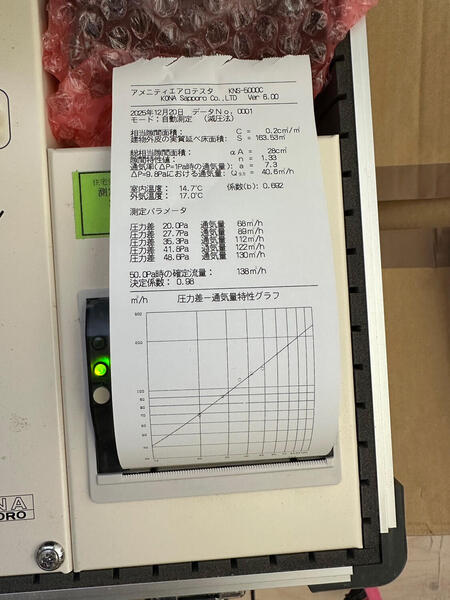 アメニティエアロテスタ KNS-5000C
KONA Sapporo Co.,LTD Ver 6.00
2025年12月20日 データNo. 0001
モード：自動測定 （減圧法）
相当隙間面積： C = 0.2c㎡/㎡
建物外皮の実質延べ床面積： S = 163.53㎡
総相当隙間面積： αA = 28c㎡
隙間特性値： n = 1.33
通気率(ΔP=1Pa時の通気量)： a = 7.3
ΔP=9.8Paにおける通気量： Q9.8 = 40.6㎥/h
室内温度： 14.7℃ 係数(b)：0.692
外気温度： 17.0℃
測定パラメータ
圧力差 20.0Pa 通気量 68㎥/h
圧力差 27.7Pa 通気量 89㎥/h
圧力差 35.3Pa 通気量 112㎥/h
圧力差 41.8Pa 通気量 122㎥/h
圧力差 48.6Pa 通気量 130㎥/h
50.0Pa時の確定流量： 138㎥/h
決定係数：0.98
㎥/h 圧力差ー通気量特性グラフ